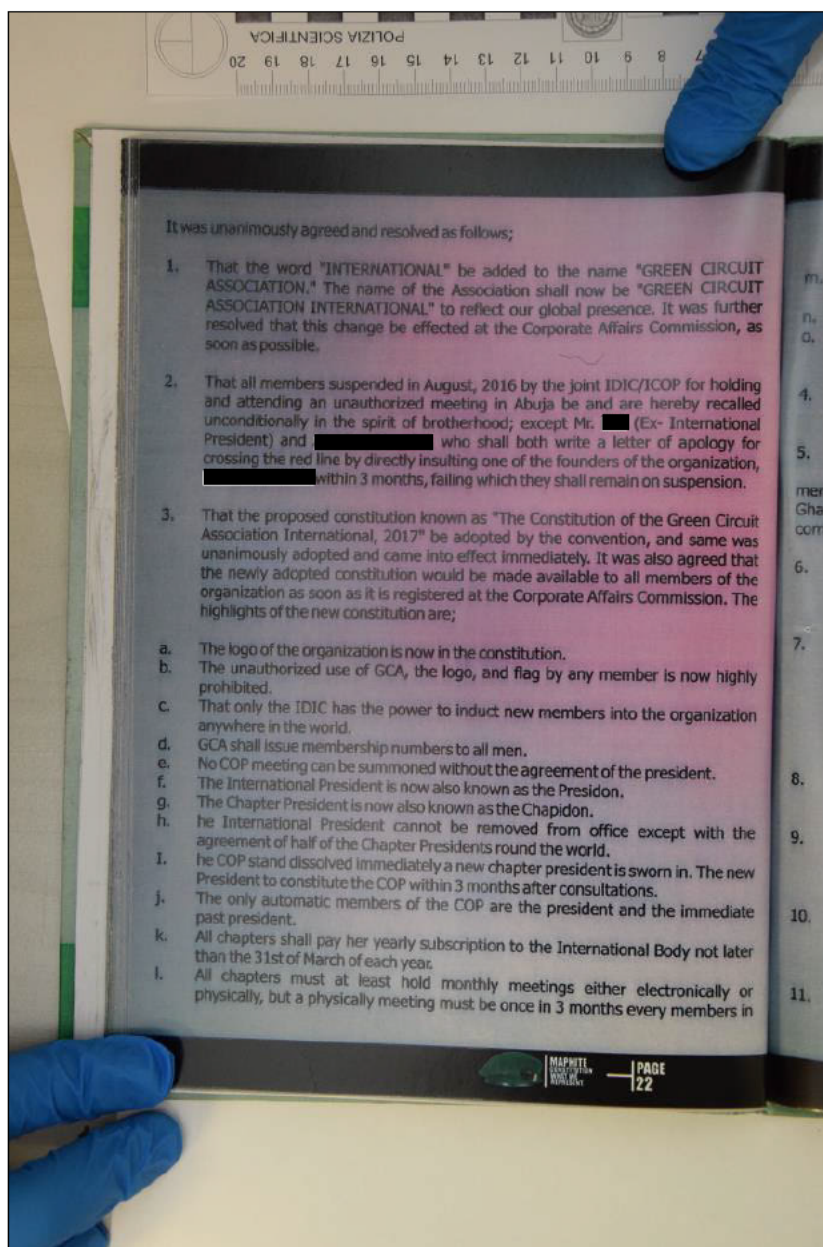 POLIZIA SCIENTIFICA
20 19 18 17 16 15 14 13 12 11 10 9 8 7
It was unanimously agreed and resolved as follows;
1. That the word "INTERNATIONAL" be added to the name "GREEN CIRCUIT
ASSOCIATION." The name of the Association shall now be "GREEN CIRCUIT
ASSOCIATION INTERNATIONAL" to reflect our global presence. It was further
resolved that this change be effected at the Corporate Affairs Commission, as
soon as possible.
2. That all members suspended in August, 2016 by the joint IDIC/ICOP for holding
and attending an unauthorized meeting in Abuja be and are hereby recalled
unconditionally in the spirit of brotherhood; except Mr. (Ex- International
President) and who shall both write a letter of apology for
crossing the red line by directly insulting one of the founders of the organization,
within 3 months, failing which they shall remain on suspension.
3. That the proposed constitution known as "The Constitution of the Green Circuit
Association International, 2017" be adopted by the convention, and same was
unanimously adopted and came into effect immediately. It was also agreed that
the newly adopted constitution would be made available to all members of the
organization as soon as it is registered at the Corporate Affairs Commission. The
highlights of the new constitution are;
a. The logo of the organization is now in the constitution.
b. The unauthorized use of GCA, the logo, and flag by any member is now highly
prohibited.
c. That only the IDIC has the power to induct new members into the organization
anywhere in the world.
d. GCA shall issue membership numbers to all men.
e. No COP meeting can be summoned without the agreement of the president.
f. The International President is now also known as the Presidon.
g. The Chapter President is now also known as the Chapidon.
h. he International President cannot be removed from office except with the
agreement of half of the Chapter Presidents round the world.
I. he COP stand dissolved immediately a new chapter president is sworn in. The new
President to constitute the COP within 3 months after consultations.
j. The only automatic members of the COP are the president and the immediate
past president.
k. All chapters shall pay her yearly subscription to the International Body not later
than the 31st of March of each year.
l. All chapters must at least hold monthly meetings either electronically or
physically, but a physically meeting must be once in 3 months every members in
MAPHITE
CONSTITUTION
WHAT WE
REPRESENT
PAGE
22
m.
n.
o.
4.
5.
mer
Gha
com
6.
7.
8.
9.
10.
11.